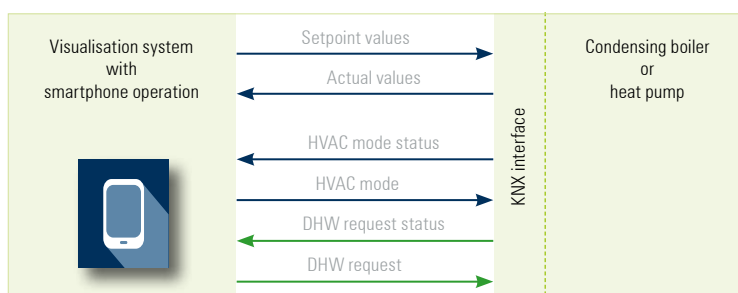 Visualisation system
with
smartphone operation
Setpoint values
Actual values
HVAC mode status
HVAC mode
DHW request status
DHW request
KNX interface
Condensing boiler
or
heat pump